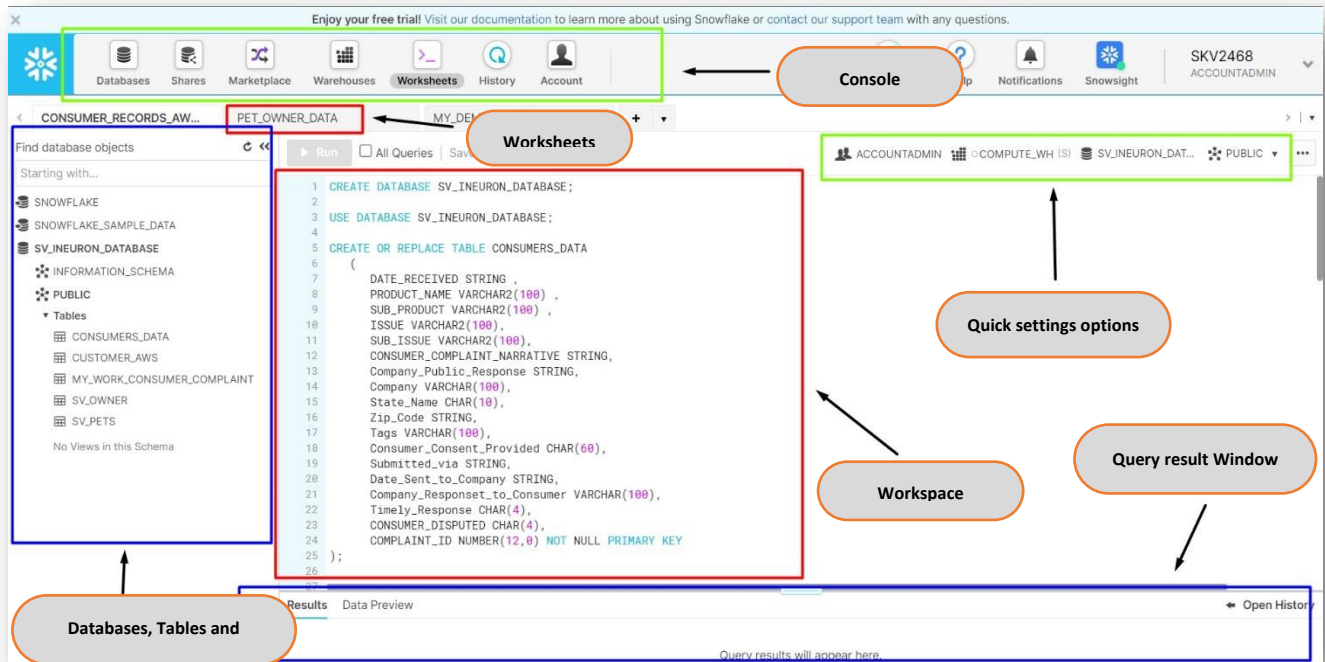 Enjoy your free trial! Visit our documentation to learn more about using Snowflake or contact our support team with any questions.
Databases Shares Marketplace Warehouses Worksheets History Account
Console
Notifications Snowsight
SKV2468
ACCOUNTADMIN
CONSUMER_RECORDS_AW... PET_OWNER_DATA
Worksheets
Find database objects
Run All Queries
ACCOUNTADMIN COMPUTE_WH (S) SV_INEURON_DAT... PUBLIC
Starting with...
SNOWFLAKE
SNOWFLAKE_SAMPLE_DATA
SV_INEURON_DATABASE
INFORMATION_SCHEMA
PUBLIC
Tables
CONSUMERS_DATA
CUSTOMER_AWS
MY_WORK_CONSUMER_COMPLAINT
SV_OWNER
SV_PETS
No Views in this Schema
1 CREATE DATABASE SV_INEURON_DATABASE;
2
3 USE DATABASE SV_INEURON_DATABASE;
4
5 CREATE OR REPLACE TABLE CONSUMERS_DATA
6 (
7 DATE_RECEIVED STRING ,
8 PRODUCT_NAME VARCHAR2(100) ,
9 SUB_PRODUCT VARCHAR2(100) ,
10 ISSUE VARCHAR2(100),
11 SUB_ISSUE VARCHAR2(100),
12 CONSUMER_COMPLAINT_NARRATIVE STRING,
13 Company_Public_Response STRING,
14 Company VARCHAR(100),
15 State_Name CHAR(10),
16 Zip_Code STRING,
17 Tags VARCHAR(100),
18 Consumer_Consent_Provided CHAR(60),
19 Submitted_via STRING,
20 Date_Sent_to_Company STRING,
21 Company_Responset_to_Consumer VARCHAR(100),
22 Timely_Response CHAR(4),
23 CONSUMER_DISPUTED CHAR(4),
24 COMPLAINT_ID NUMBER(12,0) NOT NULL PRIMARY KEY
25 );
26
27
Quick settings options
Workspace
Query result Window
Databases, Tables and
Results Data Preview
Open History
Query results will appear here.